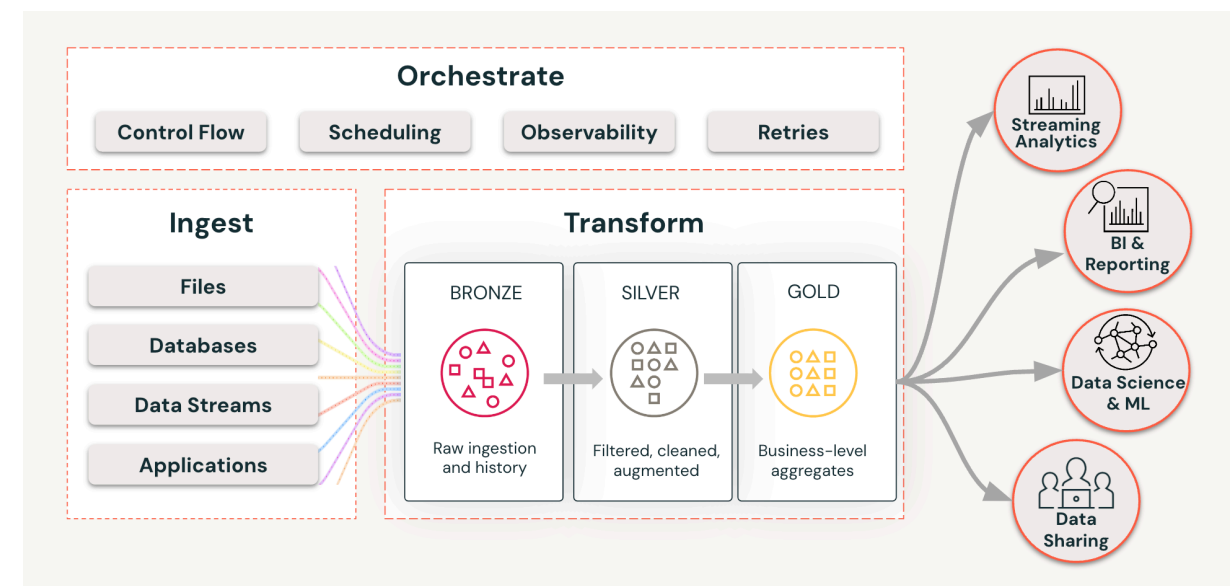 Orchestrate
Control Flow
Scheduling
Observability
Retries
Ingest
Files
Databases
Data Streams
Applications
Transform
BRONZE
Raw ingestion
and history
SILVER
Filtered, cleaned,
augmented
GOLD
Business-level
aggregates
Streaming
Analytics
BI &
Reporting
Data Science
& ML
Data
Sharing